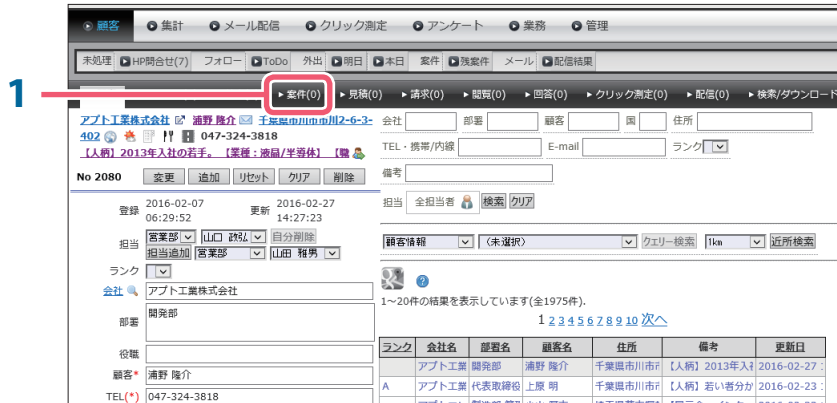 顧客 集計 メール配信 クリック測定 アンケート 業務 管理
未処理 HP問合せ(7) フォロー ToDo 外出 明日 本日 案件 残案件 メール 配信結果
1
案件(0) 見積(0) 請求(0) 閲覧(0) 回答(0) クリック測定(0) 配信(0) 検索/ダウンロード
アプト工業株式会社 浦野 隆介 千葉県市川市市川2-6-3-
402 047-324-3818
【人柄】2013年入社の若手。【業種:液晶/半導体】【職
No 2080 変更 追加 リセット クリア 削除
登録 2016-02-07 06:29:52 更新 2016-02-27 14:27:23
担当 営業部 山口 政弘 自分削除
担当追加 営業部 山田 雅男
ランク
会社 アプト工業株式会社
部署 開発部
役職
顧客* 浦野 隆介
TEL(*) 047-324-3818
会社 部署 顧客 国 住所
TEL・携帯/内線 E-mail ランク
備考
担当 全担当者 検索 クリア
顧客情報 (未選択) クエリー検索 1km 近所検索
1〜20件の結果を表示しています(全1975件).
1 2 3 4 5 6 7 8 9 10 次へ
ランク 会社名 部署名 顧客名 住所 備考 更新日
アプト工業 開発部 浦野 隆介 千葉県市川市市 【人柄】2013年入社 2016-02-27 1
A アプト工業 代表取締役 上原 明 千葉県市川市市 【人柄】若い者分か 2016-02-23 1